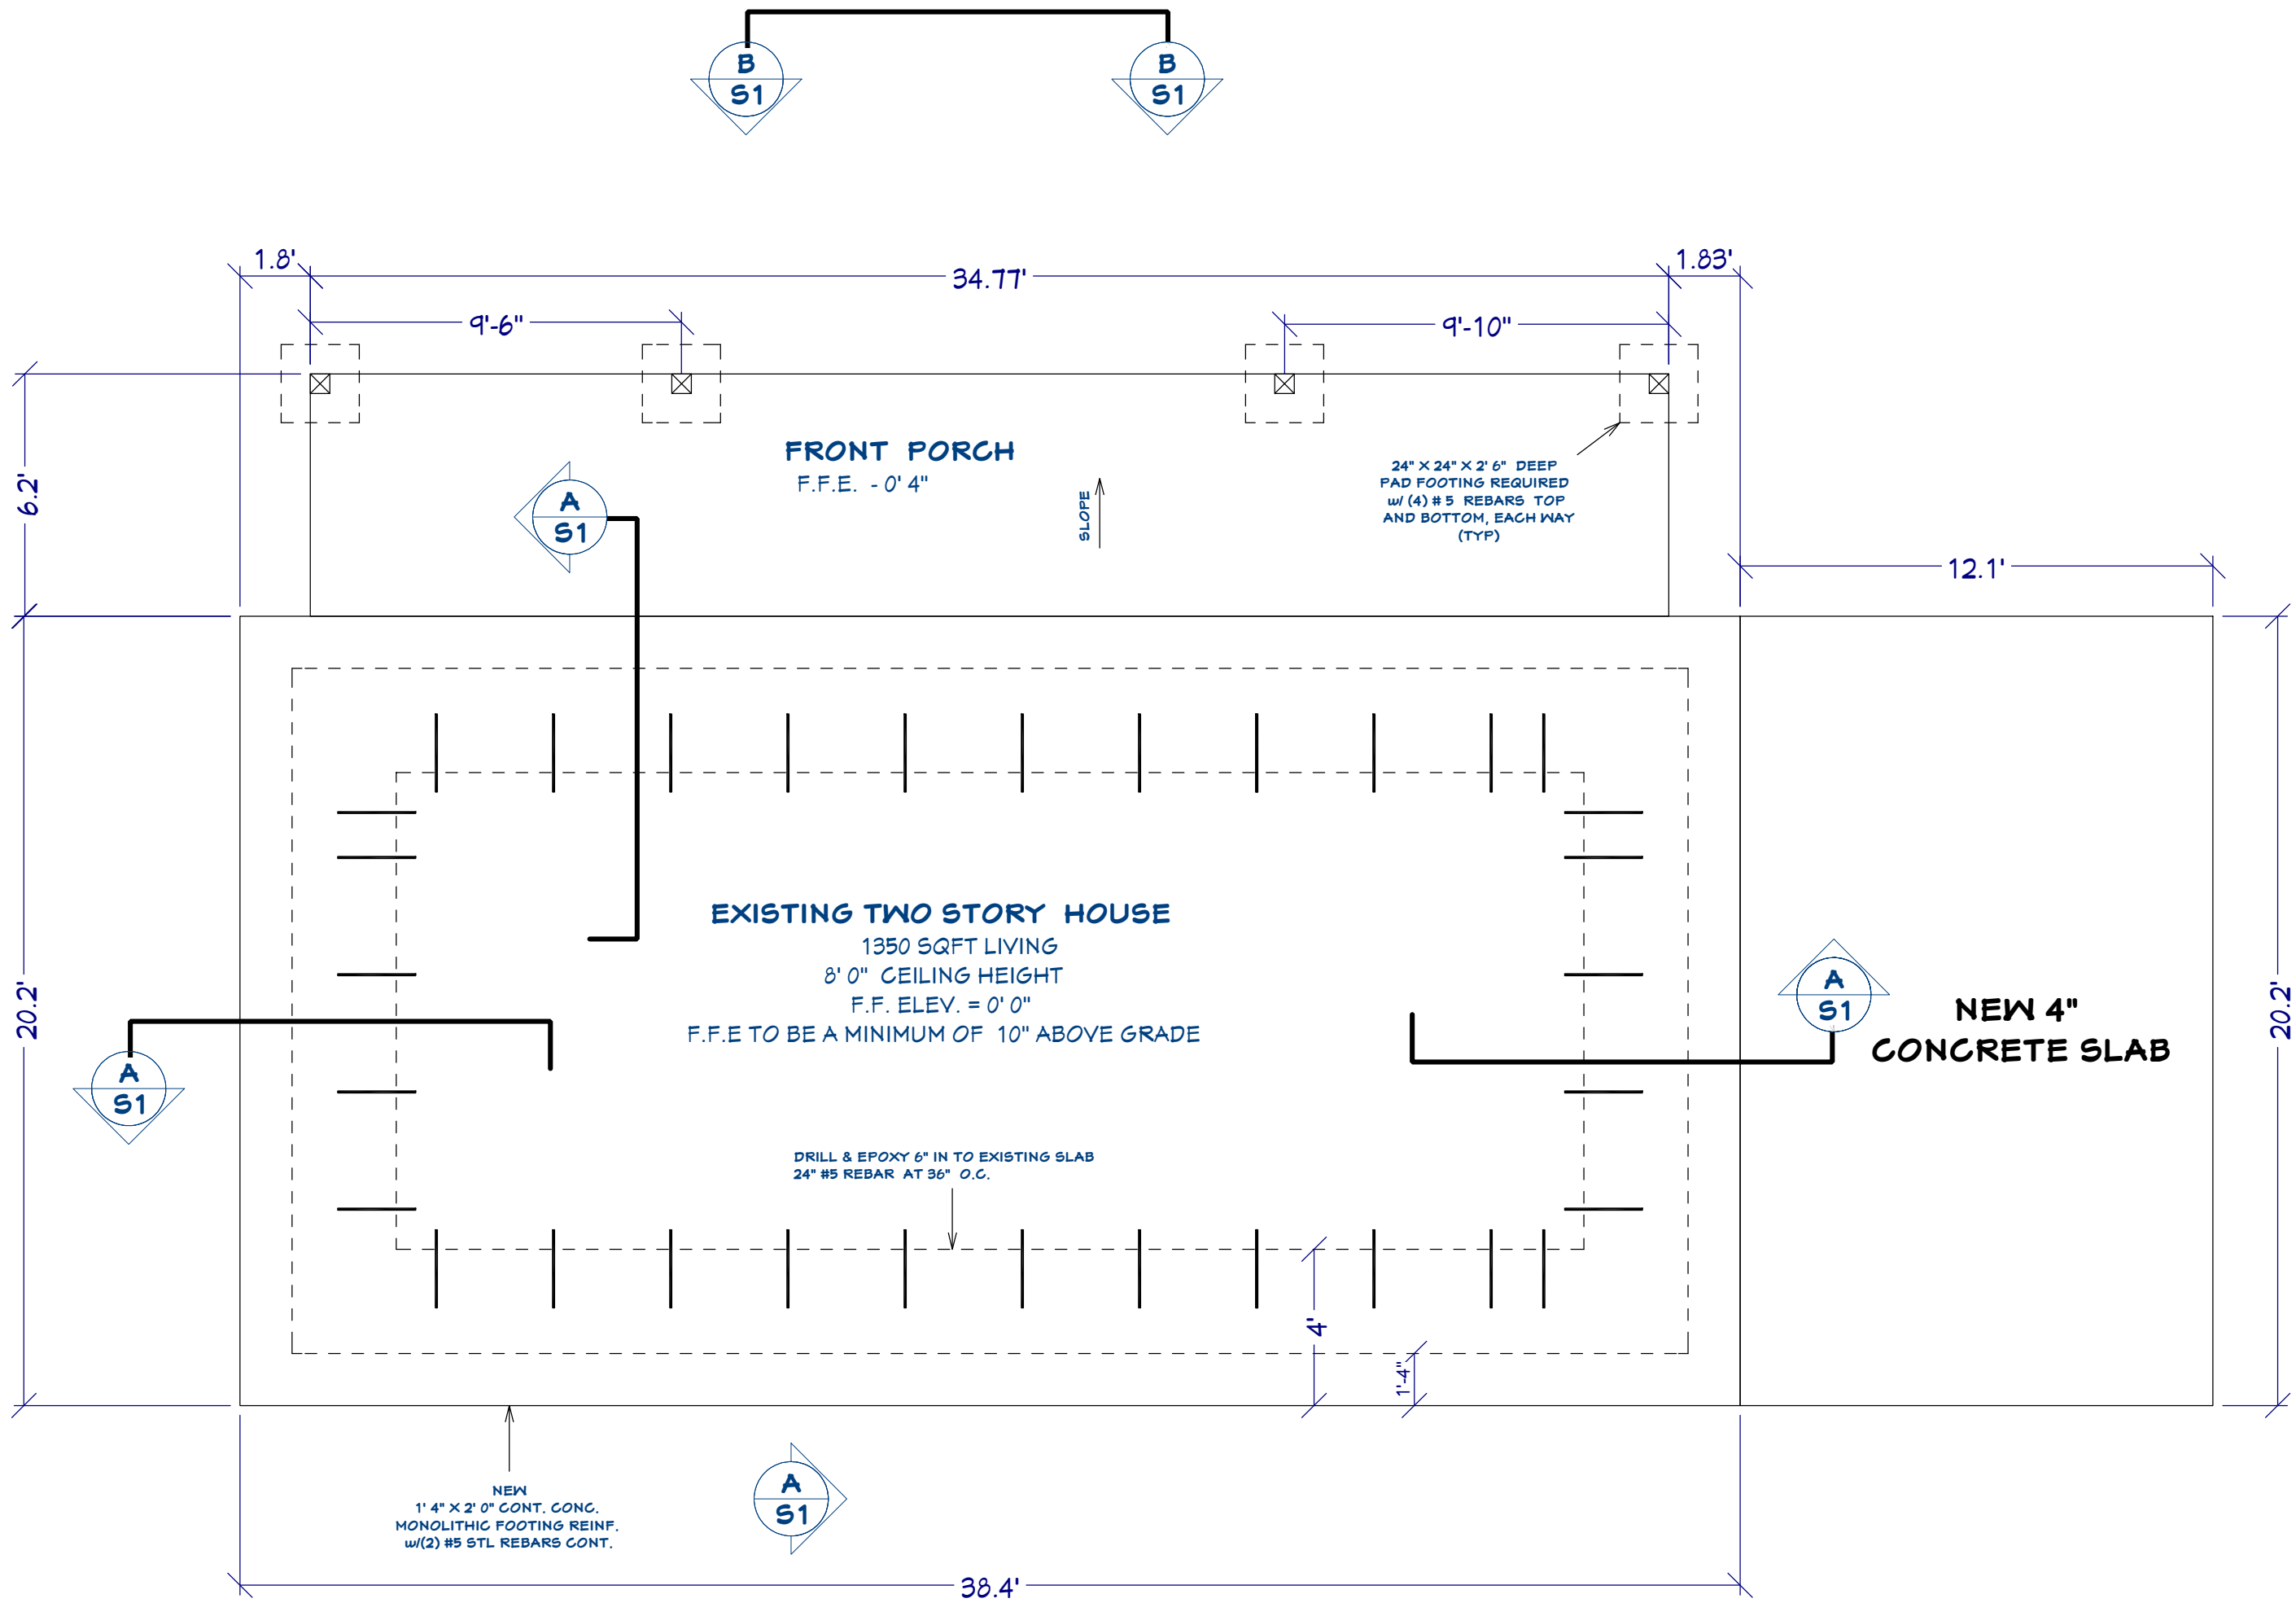 B
S1
B
S1
1.8'
34.77'
1.83'
9'-6"
9'-10"
6.2'
FRONT PORCH
F.F.E. - 0' 4"
SLOPE
24" X 24" X 2' 6" DEEP
PAD FOOTING REQUIRED
w/ (4) # 5 REBARS TOP
AND BOTTOM, EACH WAY
(TYP)
A
S1
12.1'
EXISTING TWO STORY HOUSE
1350 SQFT LIVING
8' 0" CEILING HEIGHT
F.F. ELEV. = 0' 0"
F.F.E TO BE A MINIMUM OF 10" ABOVE GRADE
20.2'
A
S1
A
S1
NEW 4"
CONCRETE SLAB
20.2'
DRILL & EPOXY 6" IN TO EXISTING SLAB
24" #5 REBAR AT 36" O.C.
4'
1'-4"
NEW
1' 4" X 2' 0" CONT. CONC.
MONOLITHIC FOOTING REINF.
w/(2) #5 STL REBARS CONT.
A
S1
38.4'